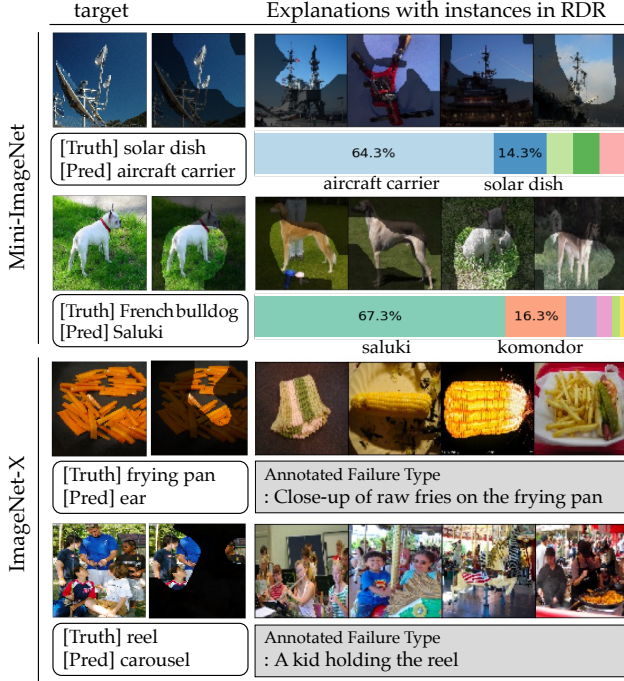 target
Explanations with instances in RDR
Mini-ImageNet
[Truth] solar dish
[Pred] aircraft carrier
64.3%
14.3%
aircraft carrier
solar dish
[Truth] French bulldog
[Pred] Saluki
67.3%
16.3%
saluki
komondor
ImageNet-X
[Truth] frying pan
[Pred] ear
Annotated Failure Type
: Close-up of raw fries on the frying pan
[Truth] reel
[Pred] carousel
Annotated Failure Type
: A kid holding the reel